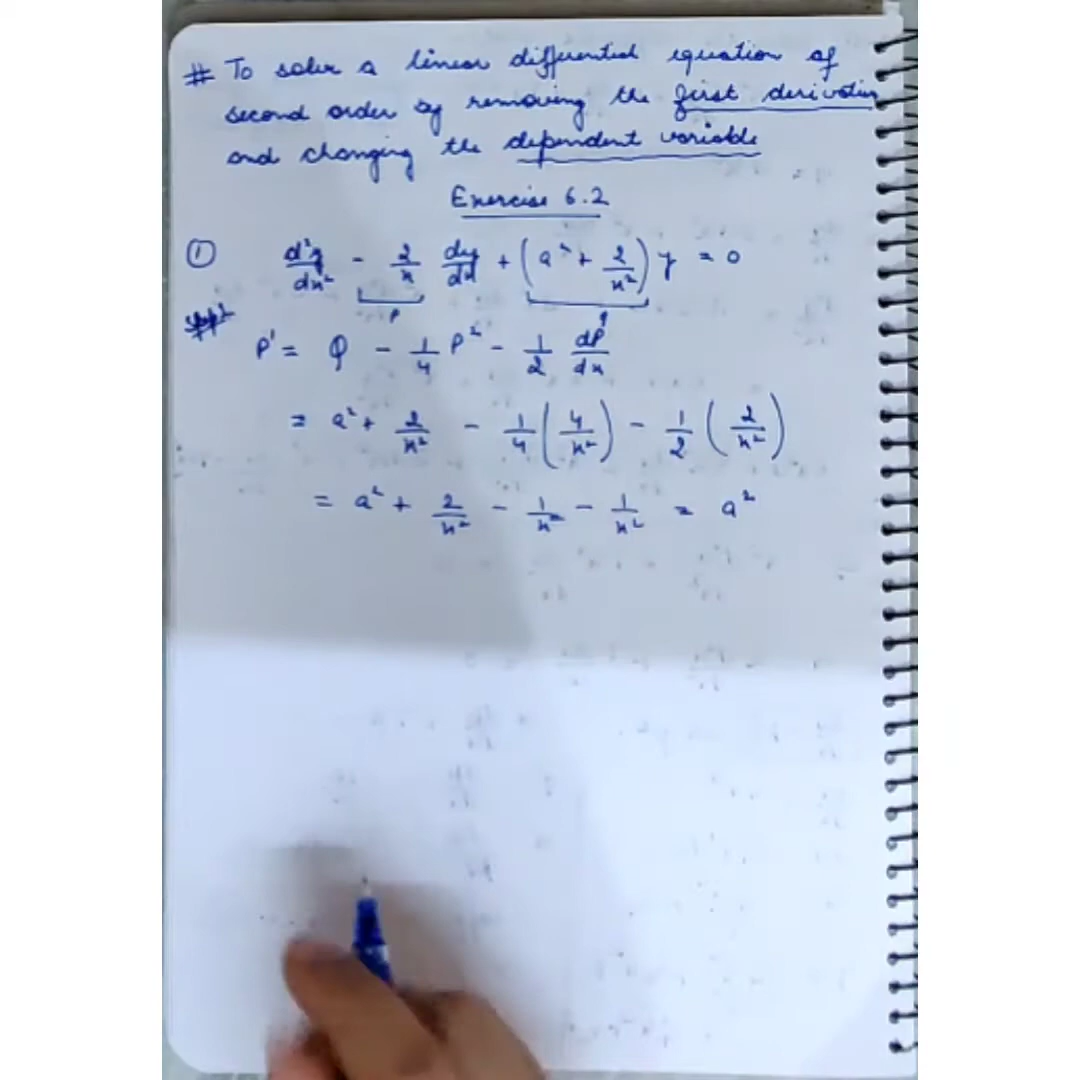 # To solve a linear differential equation of
second order by removing the first derivative
and changing the dependent variable
Exercise 6.2
① d²y/dx² - 2/x dy/dx + (a² + 2/x²) y = 0
P Q
P' = Q - 1/4 P² - 1/2 dP/dx
= a² + 2/x² - 1/4 (4/x²) - 1/2 (2/x²)
= a² + 2/x² - 1/x² - 1/x² = a²